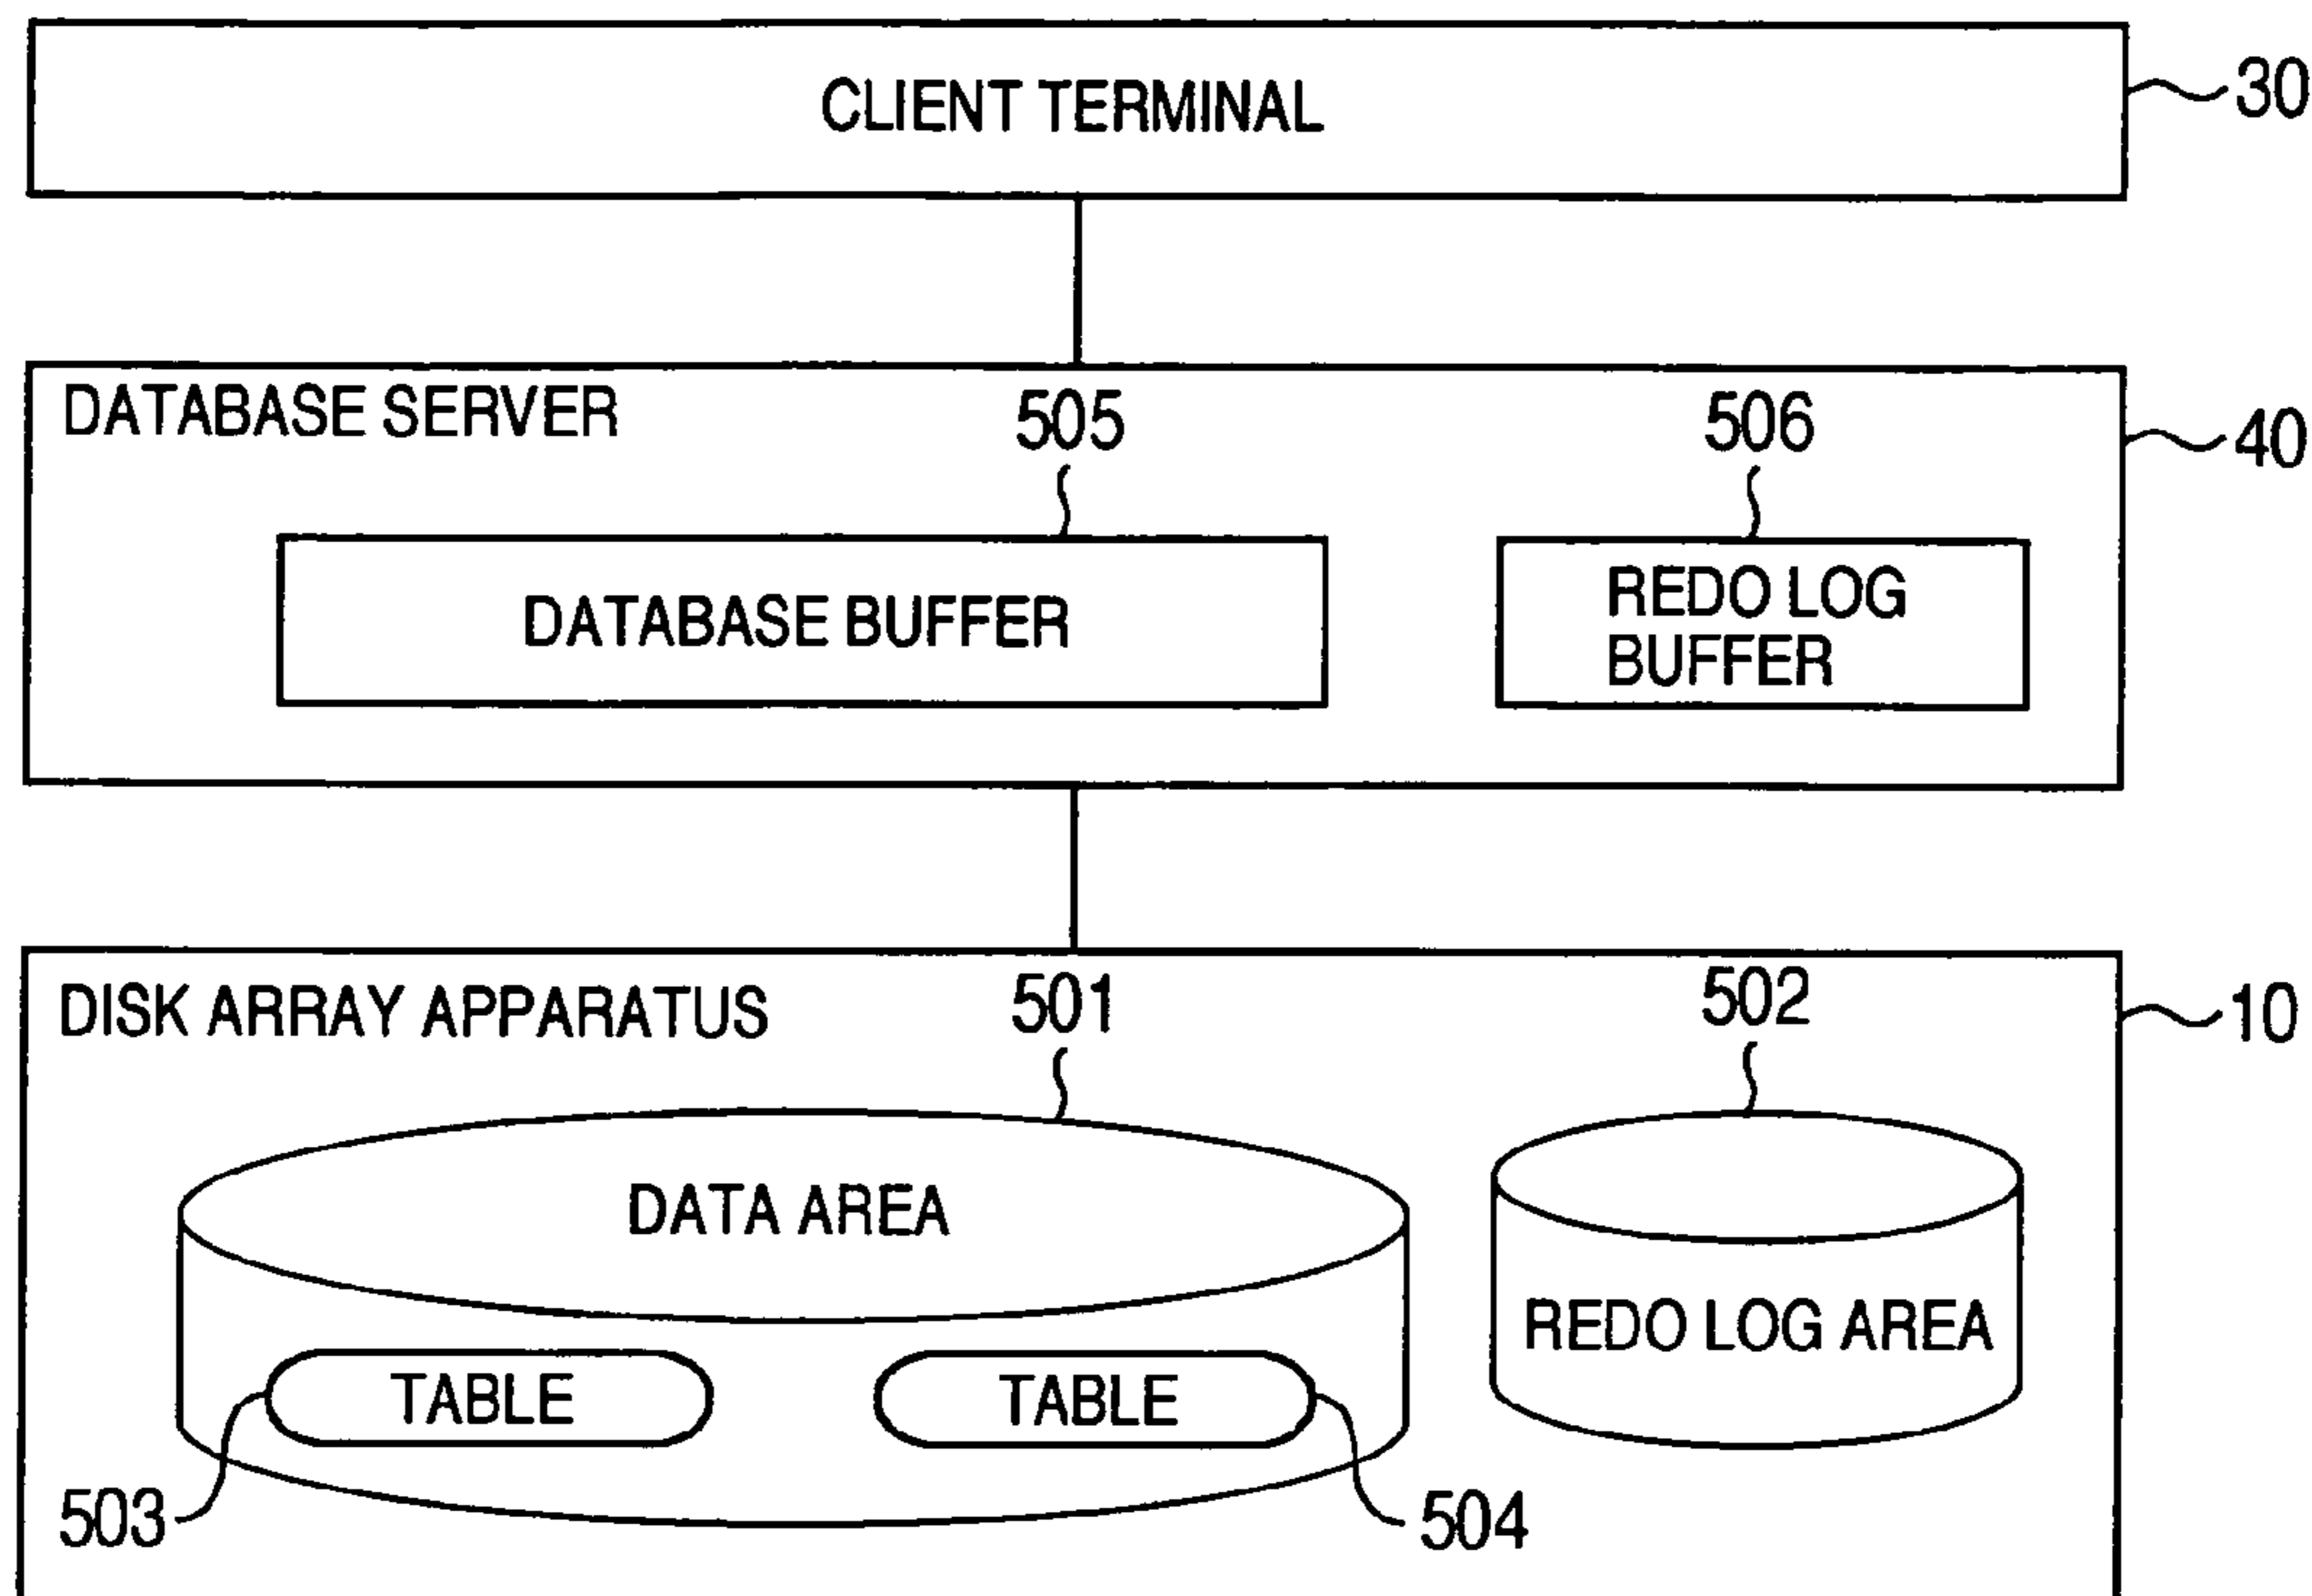 CLIENT TERMINAL
30
DATABASE SERVER
505
506
40
DATABASE BUFFER
REDO LOG
BUFFER
DISK ARRAY APPARATUS
501
502
10
DATA AREA
REDO LOG AREA
TABLE
TABLE
503
504